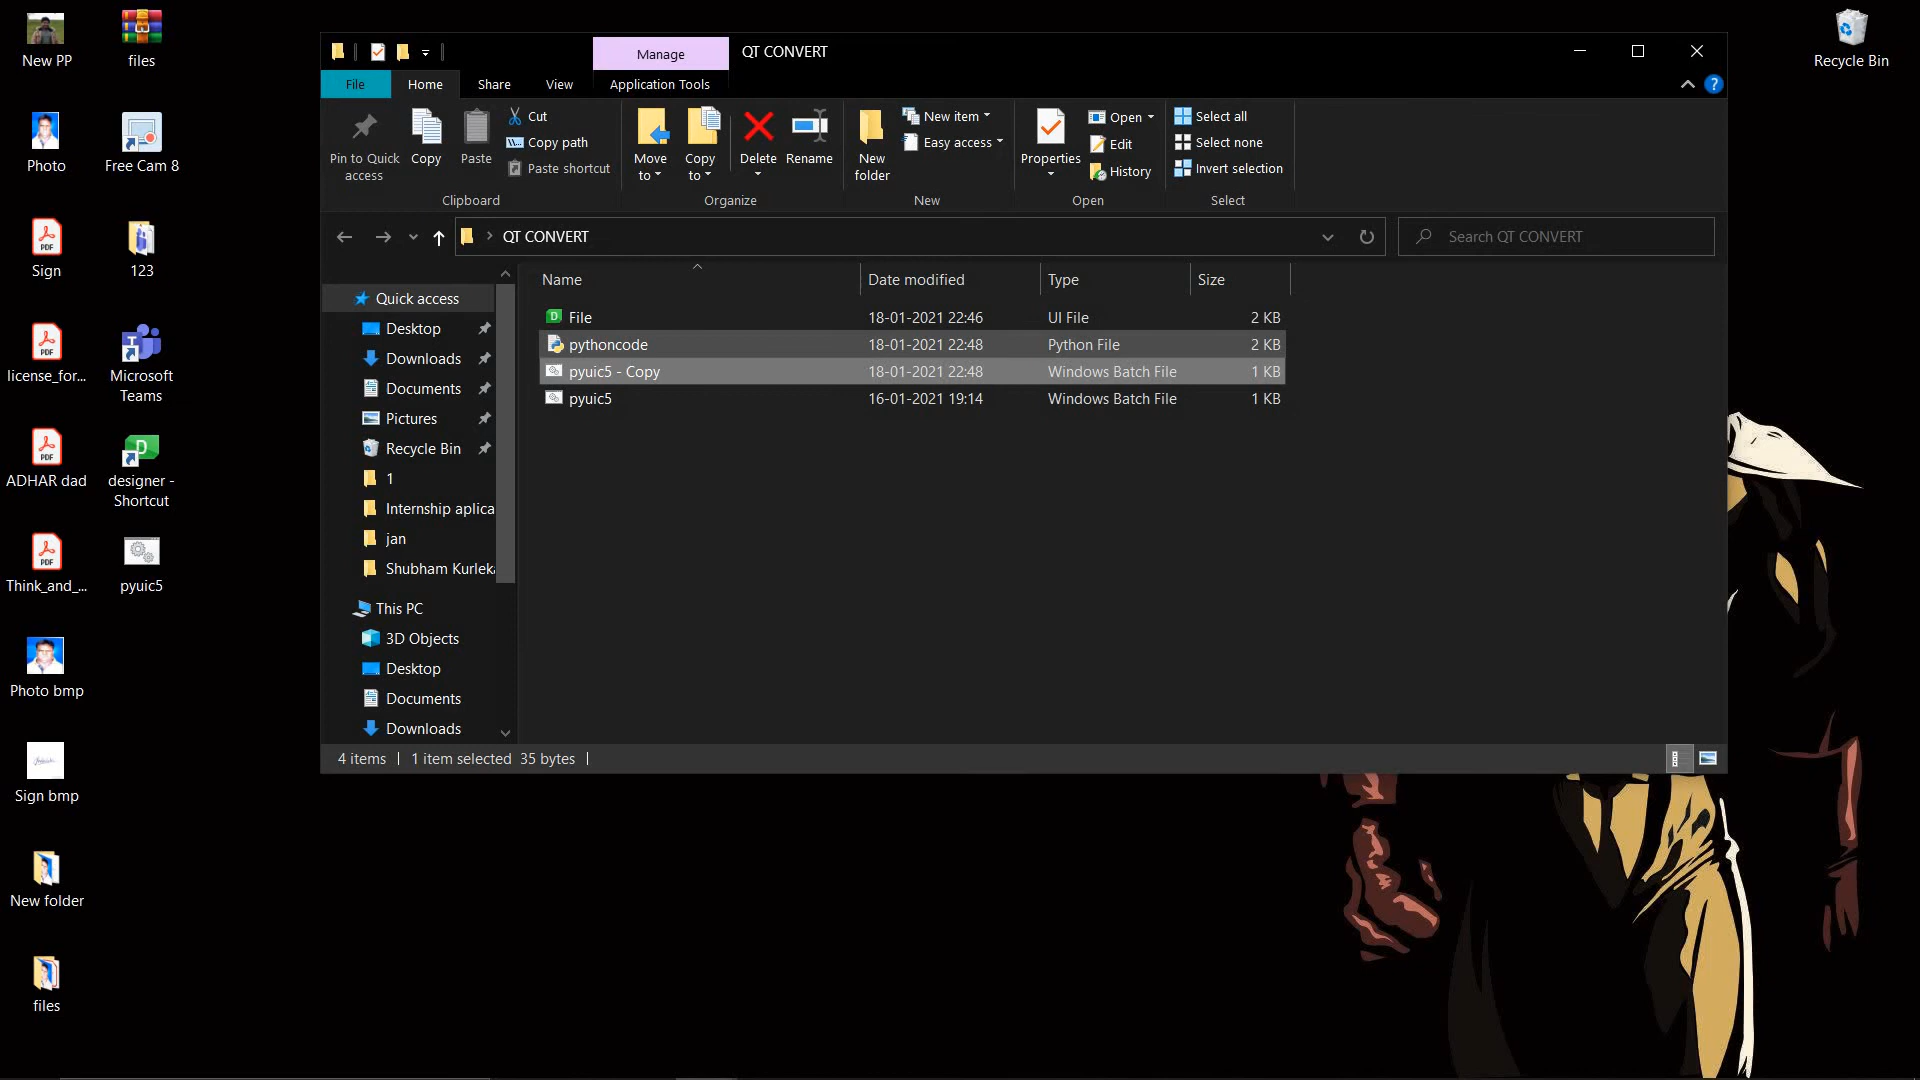 New PP
files
Photo
Free Cam 8
Sign
123
license_for...
Microsoft
Teams
ADHAR dad
designer -
Shortcut
Think_and_...
pyuic5
Photo bmp
Sign bmp
New folder
files
Recycle Bin
Manage
QT CONVERT
File
Home
Share
View
Application Tools
Pin to Quick
access
Copy
Paste
Cut
Copy path
Paste shortcut
Clipboard
Move
to
Copy
to
Delete
Rename
Organize
New
folder
New item
Easy access
New
Properties
Open
Edit
History
Open
Select all
Select none
Invert selection
Select
QT CONVERT
Search QT CONVERT
Quick access
Desktop
Downloads
Documents
Pictures
Recycle Bin
1
Internship aplica
jan
Shubham Kurleka
This PC
3D Objects
Desktop
Documents
Downloads
Name Date modified Type Size
File 18-01-2021 22:46 UI File 2 KB
pythoncode 18-01-2021 22:48 Python File 2 KB
pyuic5 - Copy 18-01-2021 22:48 Windows Batch File 1 KB
pyuic5 16-01-2021 19:14 Windows Batch File 1 KB
4 items 1 item selected 35 bytes